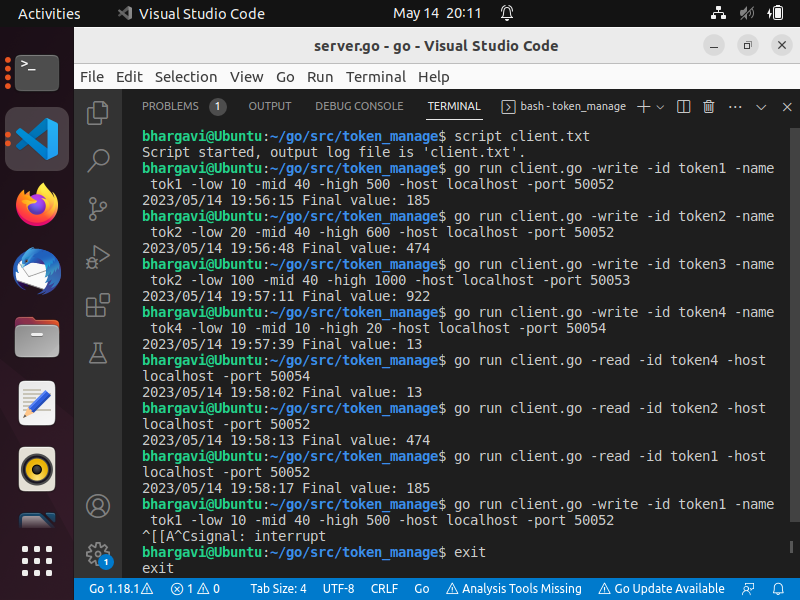 Activities Visual Studio Code May 14 20:11
server.go - go - Visual Studio Code
File Edit Selection View Go Run Terminal Help
PROBLEMS 1 OUTPUT DEBUG CONSOLE TERMINAL bash - token_manage
bhargavi@Ubuntu:~/go/src/token_manage$ script client.txt
Script started, output log file is 'client.txt'.
bhargavi@Ubuntu:~/go/src/token_manage$ go run client.go -write -id token1 -name
tok1 -low 10 -mid 40 -high 500 -host localhost -port 50052
2023/05/14 19:56:15 Final value: 185
bhargavi@Ubuntu:~/go/src/token_manage$ go run client.go -write -id token2 -name
tok2 -low 20 -mid 40 -high 600 -host localhost -port 50052
2023/05/14 19:56:48 Final value: 474
bhargavi@Ubuntu:~/go/src/token_manage$ go run client.go -write -id token3 -name
tok2 -low 100 -mid 40 -high 1000 -host localhost -port 50053
2023/05/14 19:57:11 Final value: 922
bhargavi@Ubuntu:~/go/src/token_manage$ go run client.go -write -id token4 -name
tok4 -low 10 -mid 10 -high 20 -host localhost -port 50054
2023/05/14 19:57:39 Final value: 13
bhargavi@Ubuntu:~/go/src/token_manage$ go run client.go -read -id token4 -host
localhost -port 50054
2023/05/14 19:58:02 Final value: 13
bhargavi@Ubuntu:~/go/src/token_manage$ go run client.go -read -id token2 -host
localhost -port 50052
2023/05/14 19:58:13 Final value: 474
bhargavi@Ubuntu:~/go/src/token_manage$ go run client.go -read -id token1 -host
localhost -port 50052
2023/05/14 19:58:17 Final value: 185
bhargavi@Ubuntu:~/go/src/token_manage$ go run client.go -write -id token1 -name
tok1 -low 10 -mid 40 -high 500 -host localhost -port 50052
^[[A^Csignal: interrupt
bhargavi@Ubuntu:~/go/src/token_manage$ exit
exit
1
Go 1.18.1 1 0 Tab Size: 4 UTF-8 CRLF Go Analysis Tools Missing Go Update Available